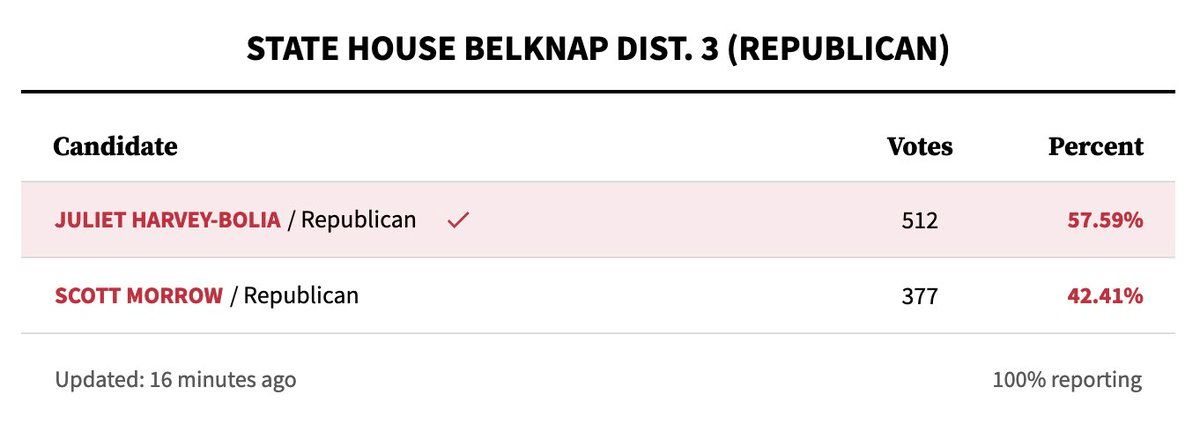 STATE HOUSE BELKNAP DIST. 3 (REPUBLICAN)
Candidate Votes Percent
JULIET HARVEY-BOLIA / Republican ✓ 512 57.59%
SCOTT MORROW / Republican 377 42.41%
Updated: 16 minutes ago 100% reporting